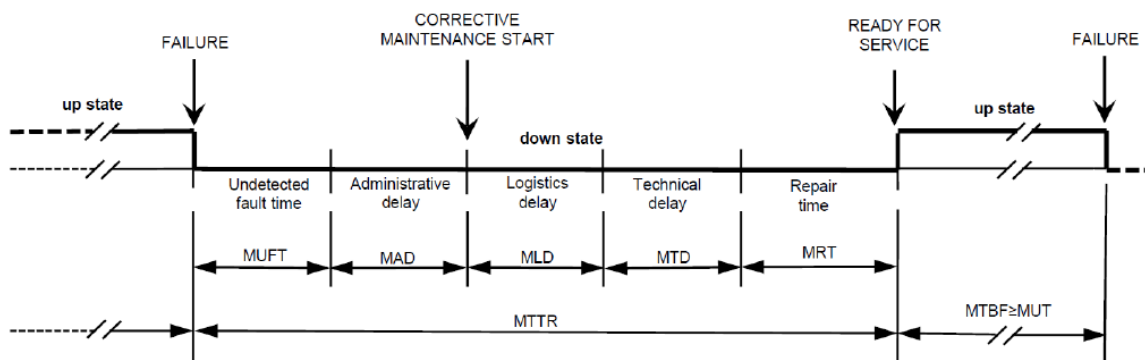 FAILURE
CORRECTIVE
MAINTENANCE START
READY FOR
SERVICE
FAILURE
up state
down state
up state
Undetected
fault time
Administrative
delay
Logistics
delay
Technical
delay
Repair
time
MUFT
MAD
MLD
MTD
MRT
MTTR
MTBF≥MUT